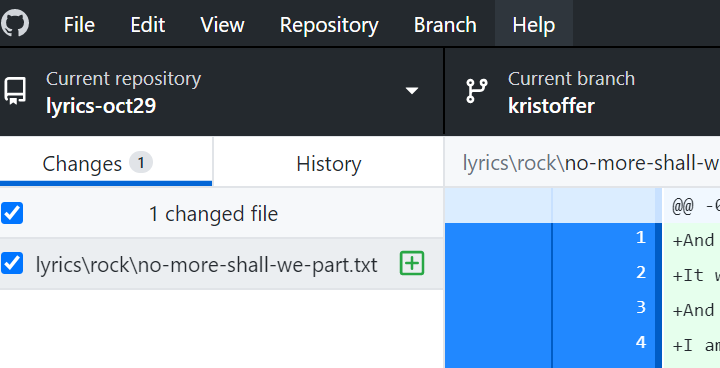 File Edit View Repository Branch Help
Current repository
lyrics-oct29
Current branch
kristoffer
Changes 1
History
lyrics\rock\no-more-shall-w
1 changed file
lyrics\rock\no-more-shall-we-part.txt
@@ -0
1 +And
2 +It w
3 +And
4 +I am